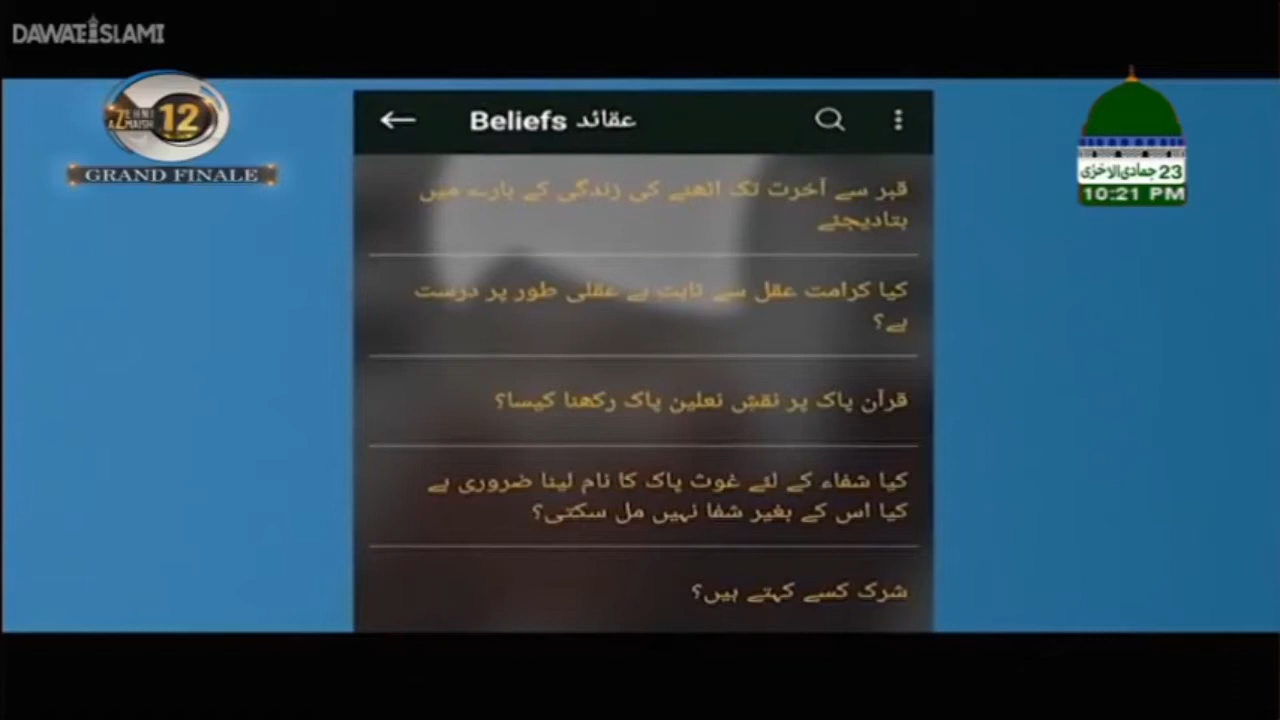 DAWATEISLAMI
ZEHNI AZMAISH 12
GRAND FINALE
23 جمادی الاخریٰ
10:21 PM
Beliefs عقائد
قبر سے آخرت تک اٹھنے کی زندگی کے بارے میں
بتادیجئے
کیا کرامت عقل سے ثابت ہے عقلی طور پر درست
ہے؟
قرآن پاک پر نقشِ نعلین پاک رکھنا کیسا؟
کیا شفاء کے لئے غوث پاک کا نام لینا ضروری ہے
کیا اس کے بغیر شفا نہیں مل سکتی؟
شرک کسے کہتے ہیں؟